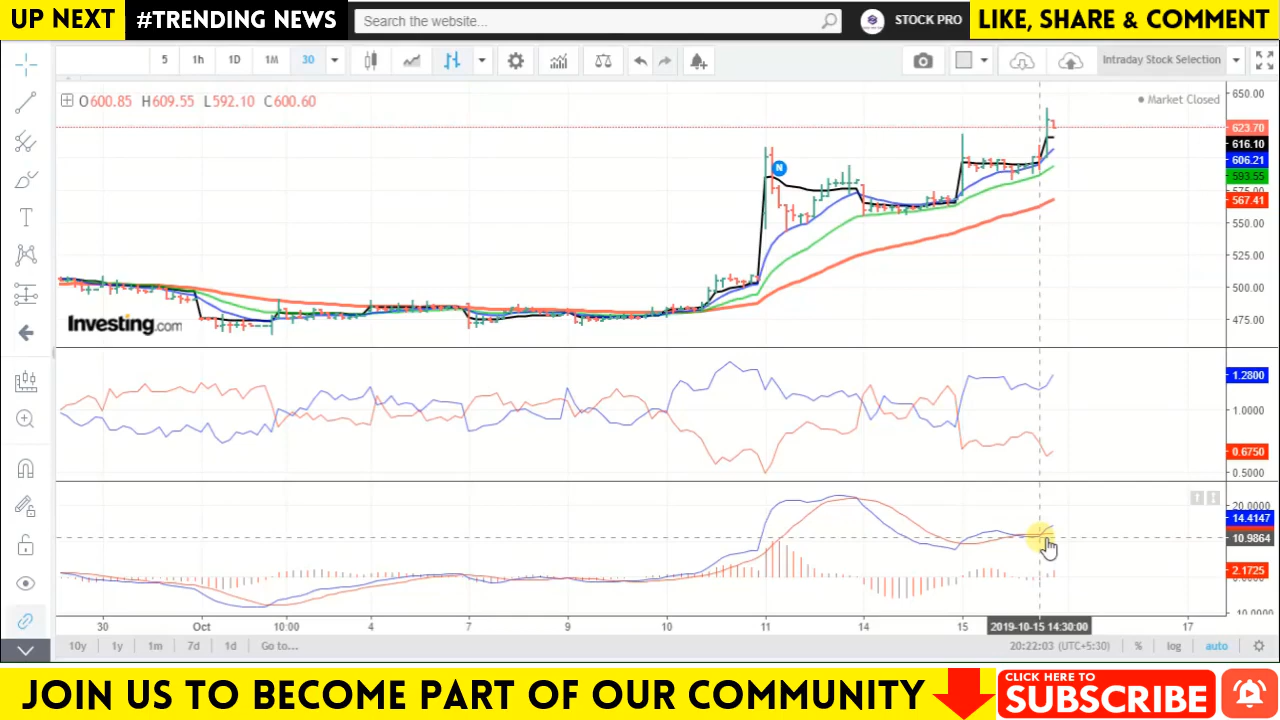 UP NEXT
#TRENDING NEWS
Search the website...
STOCK PRO
LIKE, SHARE & COMMENT
5 1h 1D 1M 30
Intraday Stock Selection
O600.85 H609.55 L592.10 C600.60
Market Closed
650.00
623.70
616.10
606.21
593.55
575.00
567.41
550.00
525.00
500.00
475.00
N
Investing.com
1.2800
1.0000
0.6750
0.5000
20.0000
14.4147
10.9864
2.1725
30 Oct 10:00 4 7 9 10 11 14 15 2019-10-15 14:30:00 17
10y 1y 1m 7d 1d Go to... 20:22:03 (UTC+5:30) % log auto
JOIN US TO BECOME PART OF OUR COMMUNITY
CLICK HERE TO
SUBSCRIBE